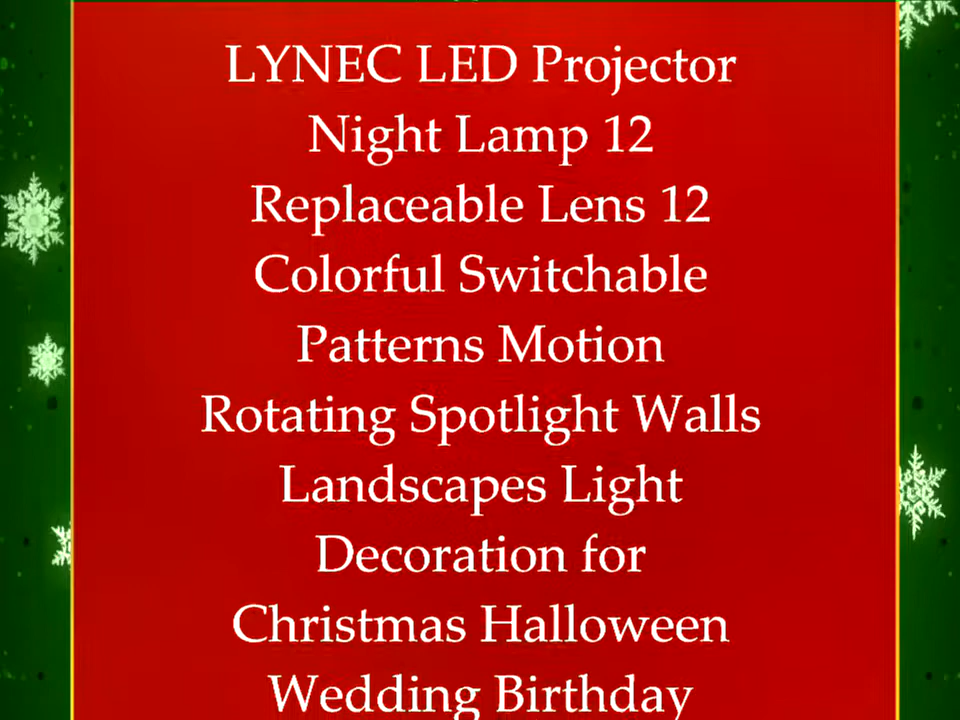 LYNEC LED Projector
Night Lamp 12
Replaceable Lens 12
Colorful Switchable
Patterns Motion
Rotating Spotlight Walls
Landscapes Light
Decoration for
Christmas Halloween
Wedding Birthday